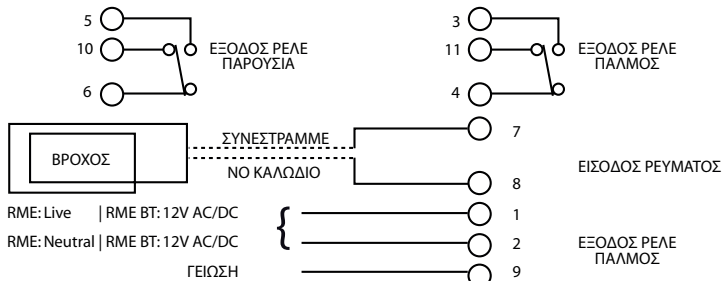 5
10
6
ΕΞΟΔΟΣ ΡΕΛΕ
ΠΑΡΟΥΣΙΑ
3
11
4
ΕΞΟΔΟΣ ΡΕΛΕ
ΠΑΛΜΟΣ
ΒΡΟΧΟΣ
ΣΥΝΕΣΤΡΑΜΜΕ
ΝΟ ΚΑΛΩΔΙΟ
7
8
ΕΙΣΟΔΟΣ ΡΕΥΜΑΤΟΣ
RME: Live | RME BT: 12V AC/DC
RME: Neutral | RME BT: 12V AC/DC
{
ΓΕΙΩΣΗ
1
2
9
ΕΞΟΔΟΣ ΡΕΛΕ
ΠΑΛΜΟΣ